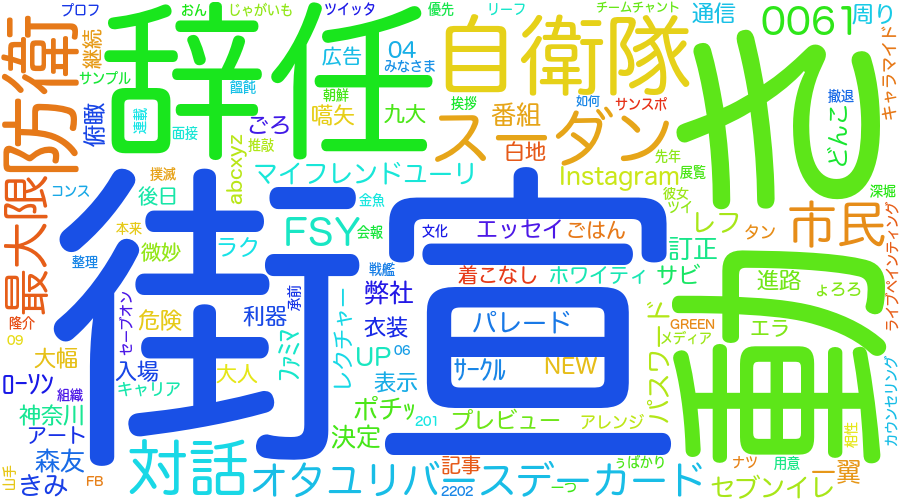 プロフ
おん
じゃがいも
ツイッタ
優先
リーフ
チームチャント
通信
0061
周り
継続
防衛
サンプル
辞任
広告
04
みなさま
自衛隊
き
キャラマイド
俯瞰
連載
饂飩
面接
ごろ
推敲
朝鮮
嚆矢
九大
挨拶
番組
如何
サンスポ
撤退
こんど
スーダン
白地
先年
展覧
最大限
コンス
撲滅
後日
abcxyz
マイフレンドユーリ
金魚
Instagram
彼女
ツイ
深堀
街宣
本来
微妙
ラク
FSY
会報
文化
エッセイ
ごはん
レフ
タン
市民
整理
戦艦
着こなし
ホワイティ
訂正
サビ
動
進路
ょろろ
ライブペインティング
隆介
09
セーブオン
危険
利器
承前
弊社
衣装
パレード
パスワード
GREEN
メディア
エラ
大幅
入場
大人
ファミマ
レクチャー
UP
06
表示
サークル
NEW
ローソン
組織
キャリア
神奈川
アート
ポチッ
201
プレビュー
アレンジ
カウンセリング
相性
決定
森友
きみ
山手
FB
対話
オタユリバースデーカード
記事
2202
一つ
うぱかり
ナツ
用意
一翼
セブンイレ